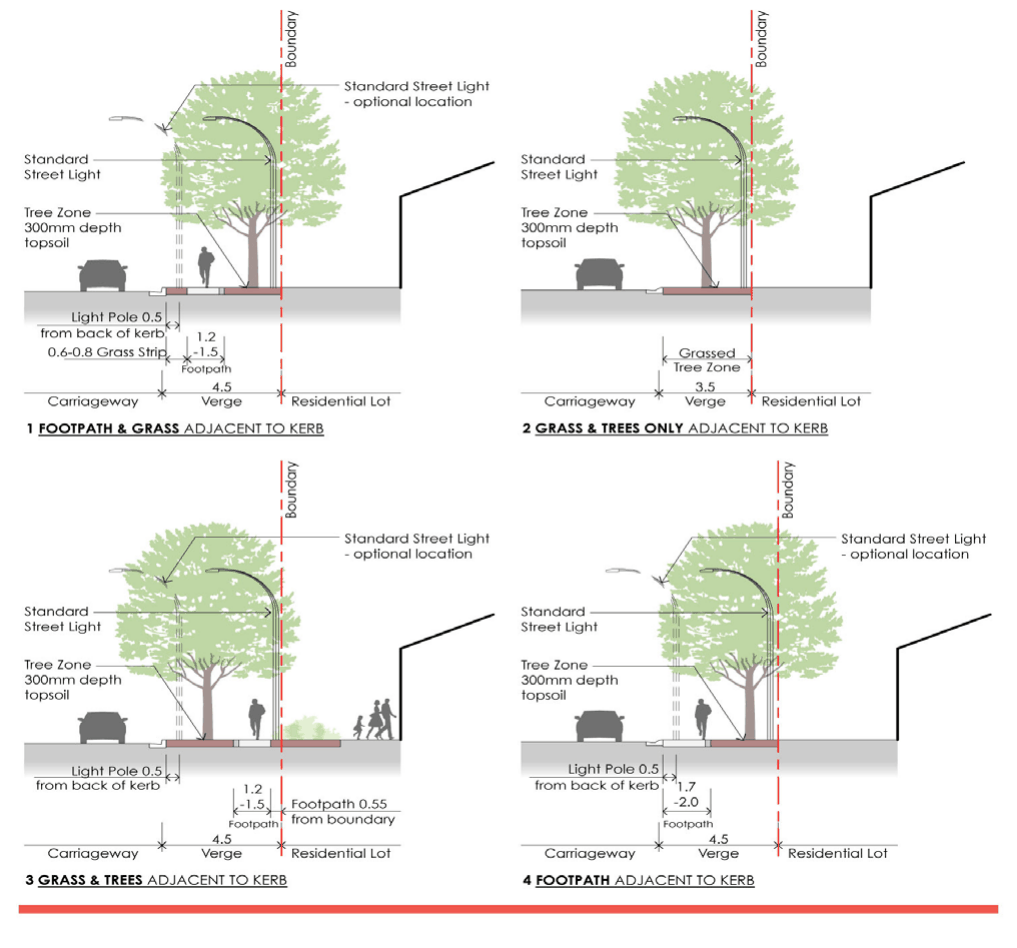 Boundary
Standard Street Light
- optional location
Standard
Street Light
Tree Zone
300mm depth
topsoil
Light Pole 0.5
from back of kerb
1.2
-1.5
0.6-0.8 Grass Strip
Footpath
4.5
Carriageway
Verge
Residential Lot
1 FOOTPATH & GRASS ADJACENT TO KERB
Boundary
Standard
Street Light
Tree Zone
300mm depth
topsoil
Grassed
Tree Zone
3.5
Carriageway
Verge
Residential Lot
2 GRASS & TREES ONLY ADJACENT TO KERB
Boundary
Standard Street Light
- optional location
Standard
Street Light
Tree Zone
300mm depth
topsoil
Light Pole 0.5
from back of kerb
1.2
-1.5
Footpath
Footpath 0.55
from boundary
4.5
Carriageway
Verge
Residential Lot
3 GRASS & TREES ADJACENT TO KERB
Boundary
Standard Street Light
- optional location
Standard
Street Light
Tree Zone
300mm depth
topsoil
Light Pole 0.5
from back of kerb
1.7
-2.0
Footpath
4.5
Carriageway
Verge
Residential Lot
4 FOOTPATH ADJACENT TO KERB